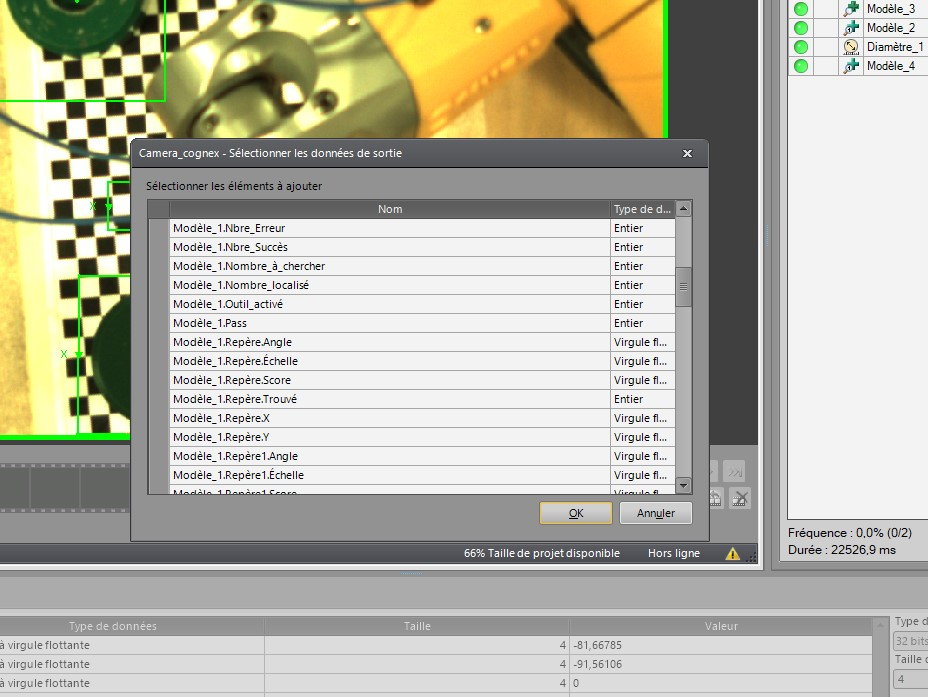 Modèle_3
Modèle_2
Diamètre_1
Modèle_4
Camera_cognex - Sélectionner les données de sortie
Sélectionner les éléments à ajouter
Nom Type de d...
Modèle_1.Nbre_Erreur Entier
Modèle_1.Nbre_Succès Entier
Modèle_1.Nombre_à_chercher Entier
Modèle_1.Nombre_localisé Entier
Modèle_1.Outil_activé Entier
Modèle_1.Pass Entier
Modèle_1.Repère.Angle Virgule fl...
Modèle_1.Repère.Échelle Virgule fl...
Modèle_1.Repère.Score Virgule fl...
Modèle_1.Repère.Trouvé Entier
Modèle_1.Repère.X Virgule fl...
Modèle_1.Repère.Y Virgule fl...
Modèle_1.Repère1.Angle Virgule fl...
Modèle_1.Repère1.Échelle Virgule fl...
Modèle_1.Repère1.Score Virgule fl...
OK Annuler
Fréquence : 0,0% (0/2)
Durée : 22526,9 ms
66% Taille de projet disponible Hors ligne
Type de données Taille Valeur
à virgule flottante 4 -81,66785
à virgule flottante 4 -91,56106
à virgule flottante 4 0
Type d
32 bits
Taille
4